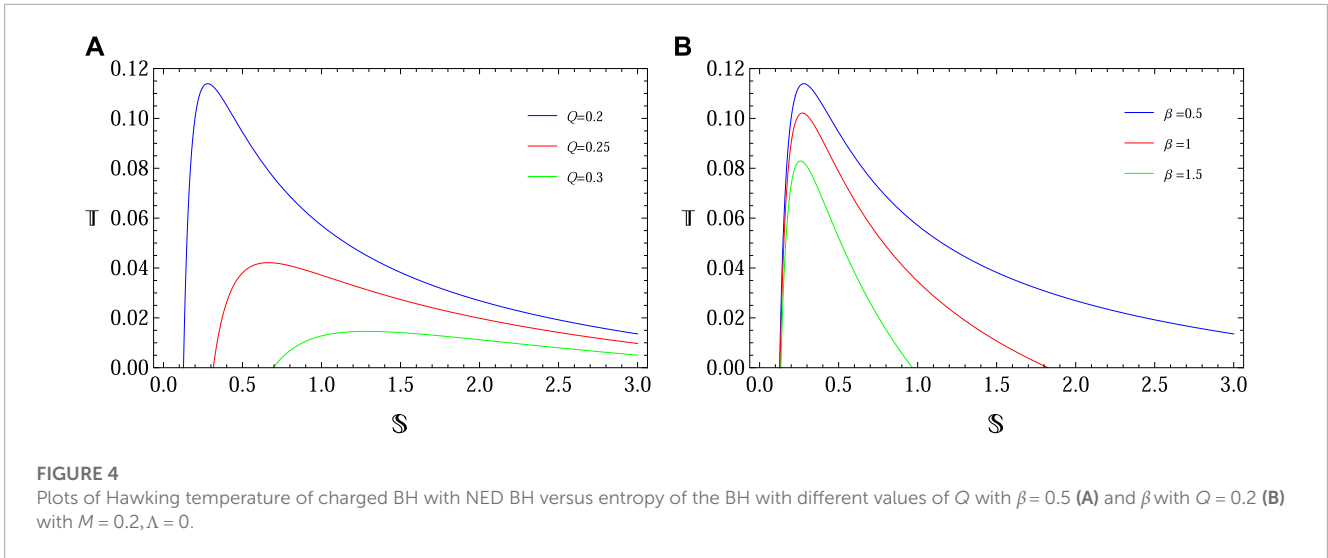 A
B
0.12
0.10
0.08
0.06
0.04
0.02
0.00
𝕋
Q=0.2
Q=0.25
Q=0.3
0.0 0.5 1.0 1.5 2.0 2.5 3.0
𝕊
0.12
0.10
0.08
0.06
0.04
0.02
0.00
𝕋
β=0.5
β=1
β=1.5
0.0 0.5 1.0 1.5 2.0 2.5 3.0
𝕊
FIGURE 4
Plots of Hawking temperature of charged BH with NED BH versus entropy of the BH with different values of Q with β = 0.5 (A) and β with Q = 0.2 (B)
with M = 0.2, Λ = 0.